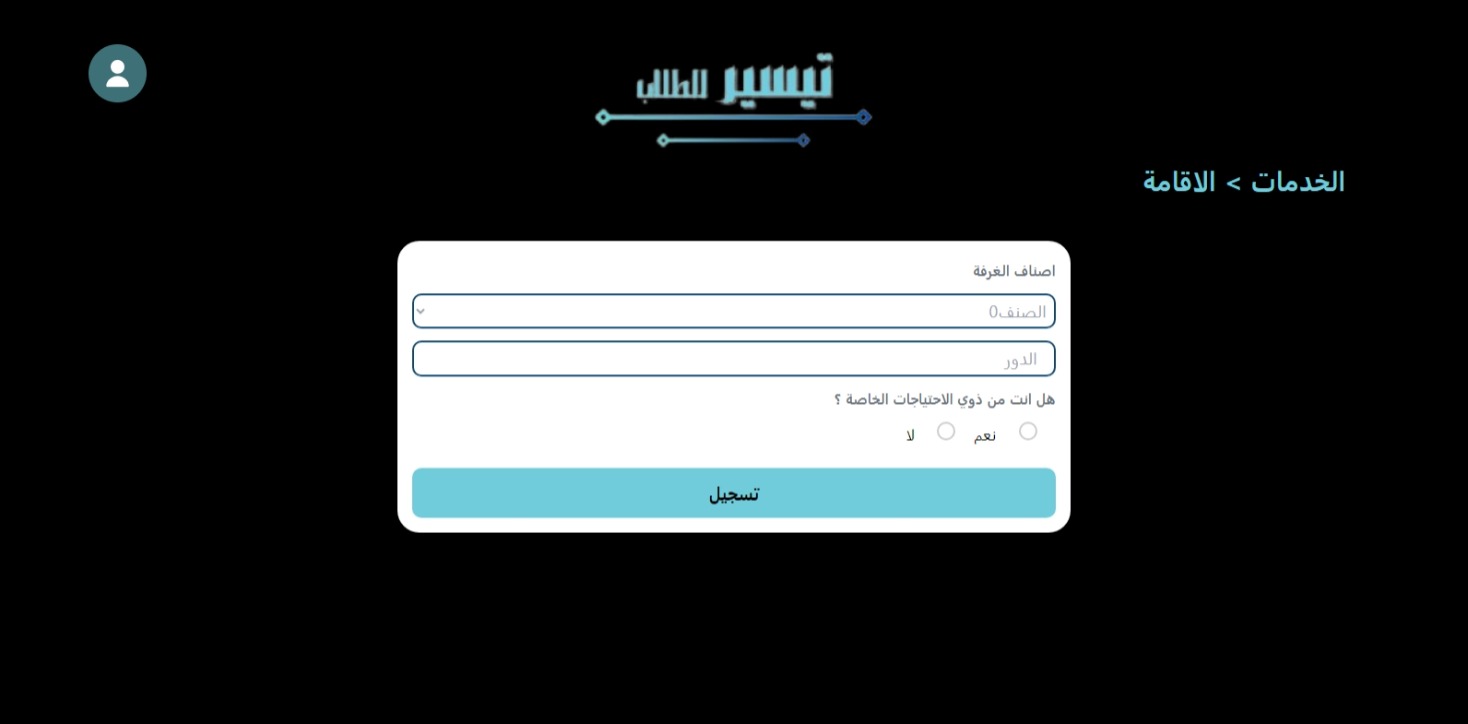 تيسير للطلاب
الخدمات > الاقامة
اصناف الغرفة
الصنف0
الدور
هل انت من ذوي الاحتياجات الخاصة ؟
نعم لا
تسجيل